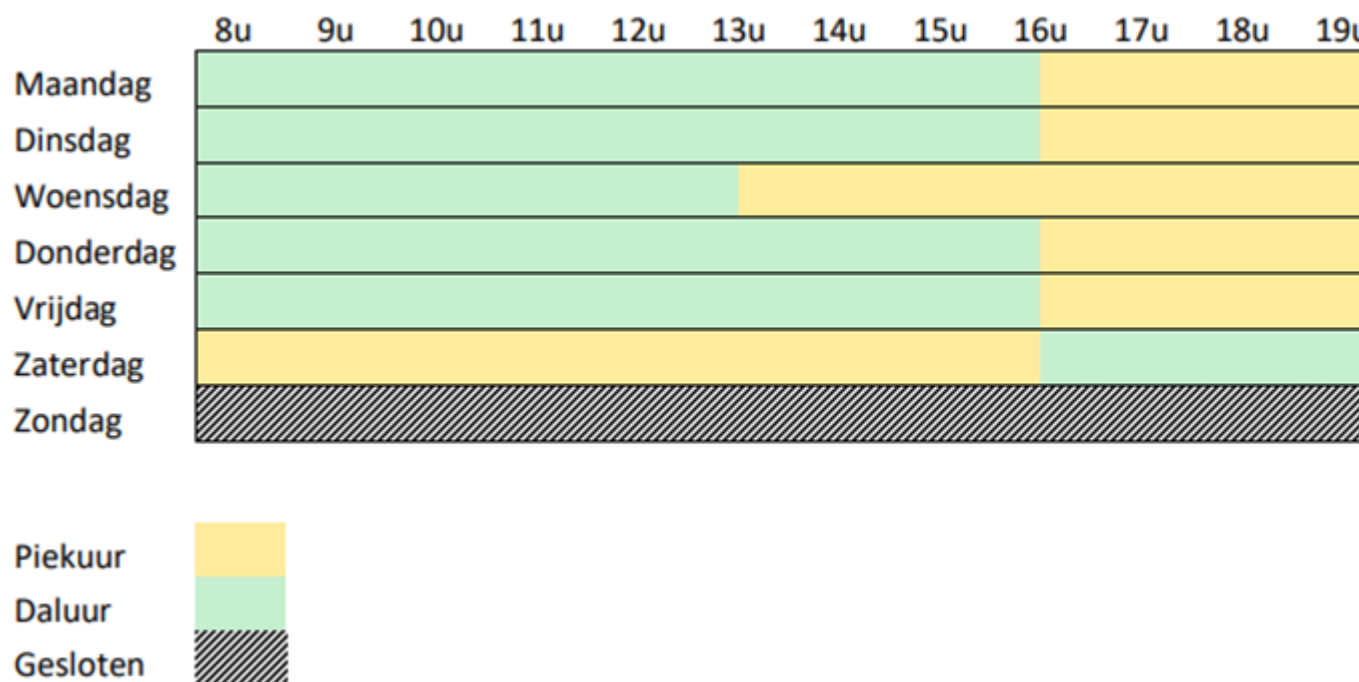 8u 9u 10u 11u 12u 13u 14u 15u 16u 17u 18u 19u
Maandag
Dinsdag
Woensdag
Donderdag
Vrijdag
Zaterdag
Zondag
Piekuur
Daluur
Gesloten